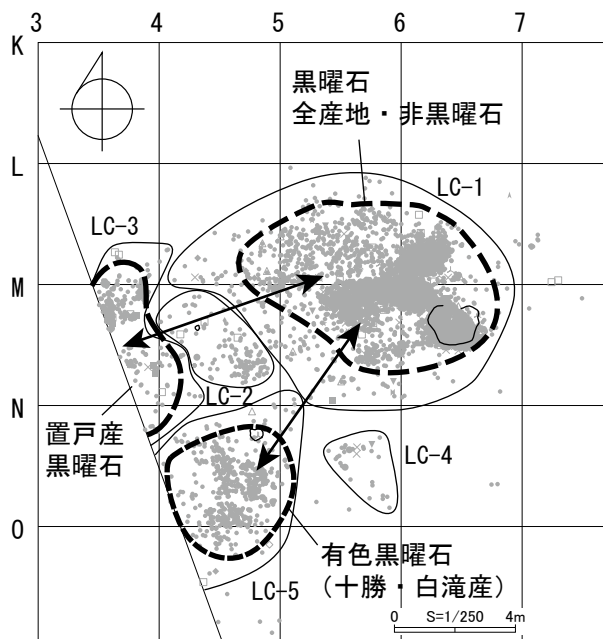 3 4 5 6 7
K
L
M
N
O
黒曜石
全産地・非黒曜石
LC-1
LC-3
LC-2
置戸産
黒曜石
LC-4
有色黒曜石
(十勝・白滝産)
LC-5
0 S=1/250 4m